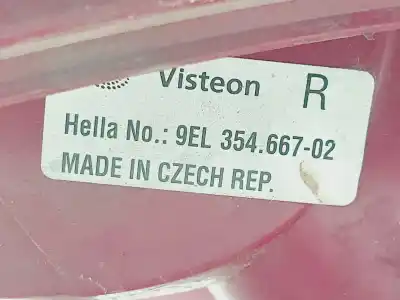 Visteon R
Hella No.: 9EL 354.667-02
MADE IN CZECH REP.